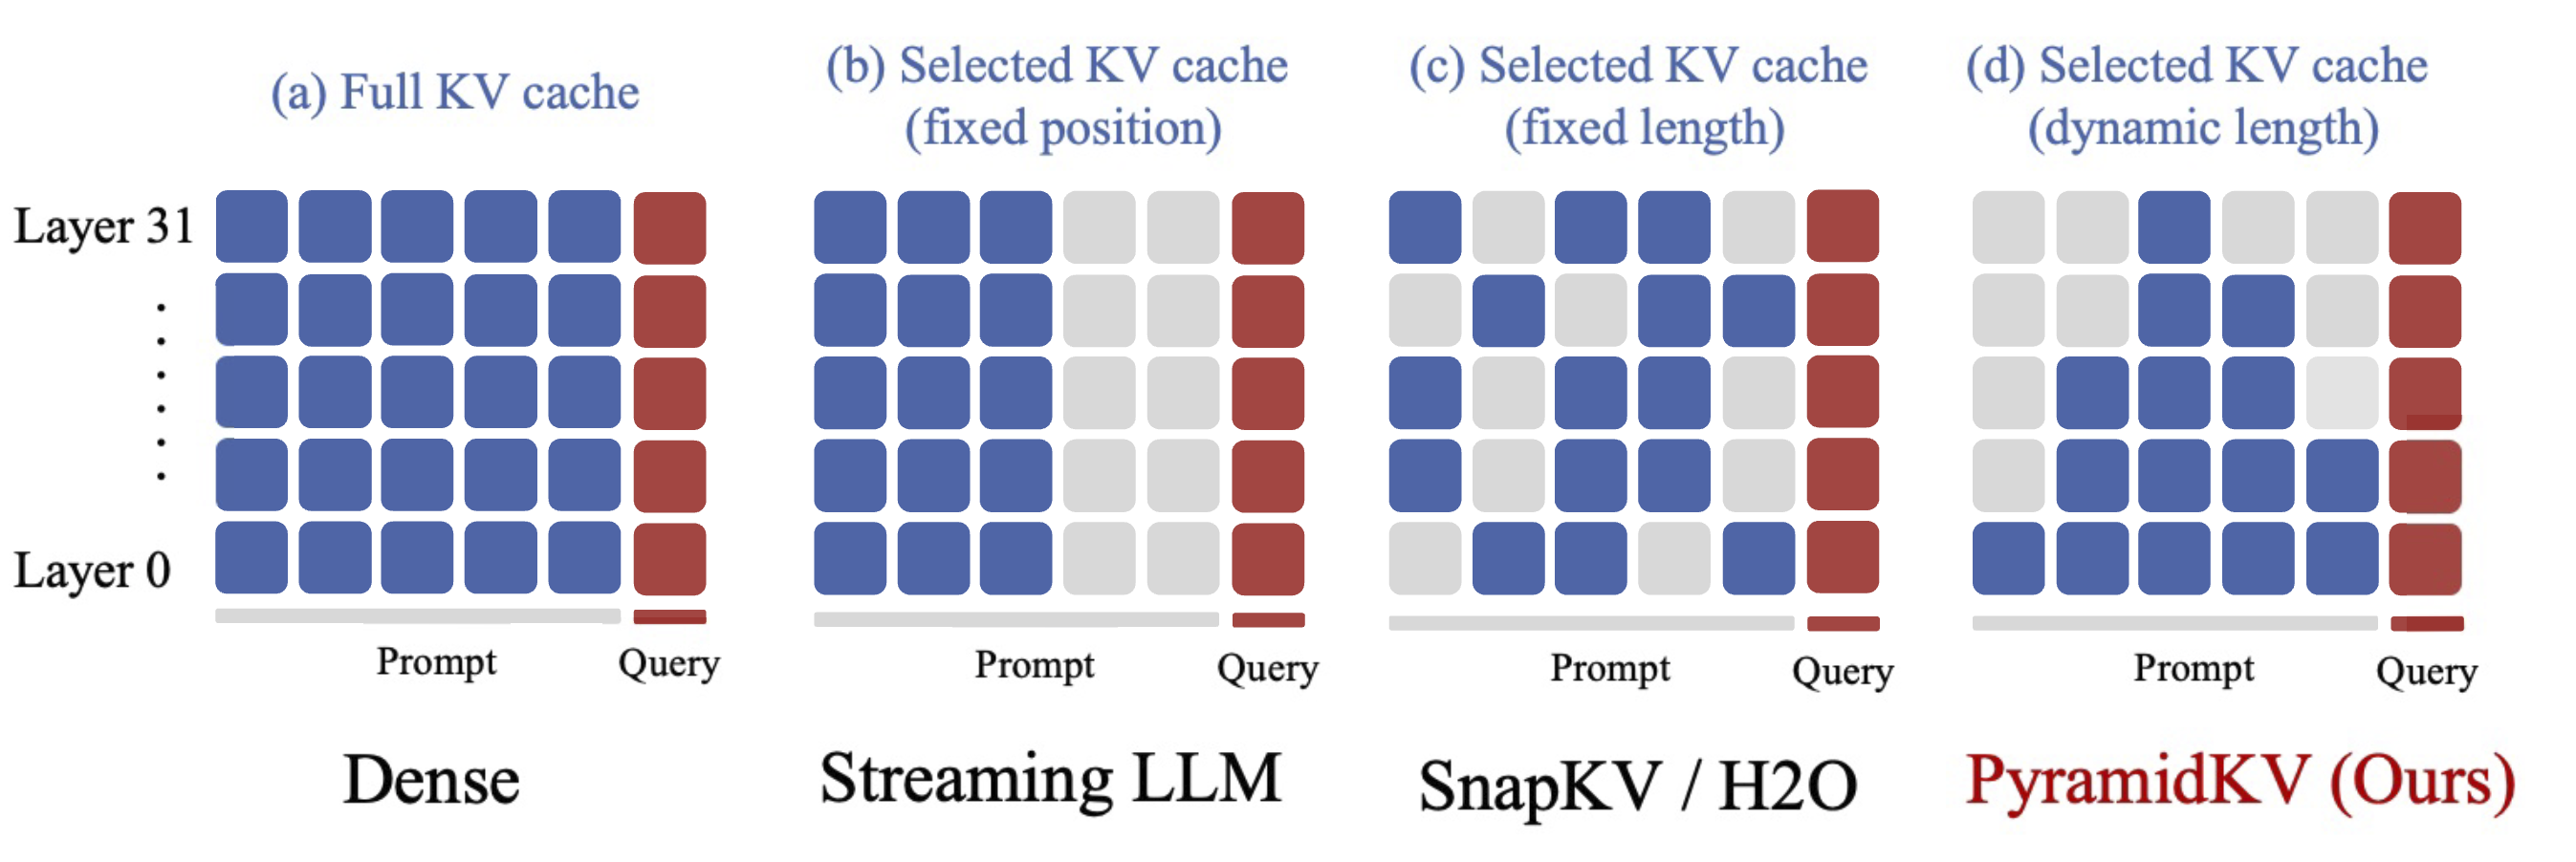 (a) Full KV cache
(b) Selected KV cache
(fixed position)
(c) Selected KV cache
(fixed length)
(d) Selected KV cache
(dynamic length)
Layer 31
Layer 0
Prompt
Query
Prompt
Query
Prompt
Query
Prompt
Query
Dense
Streaming LLM
SnapKV / H2O
PyramidKV (Ours)